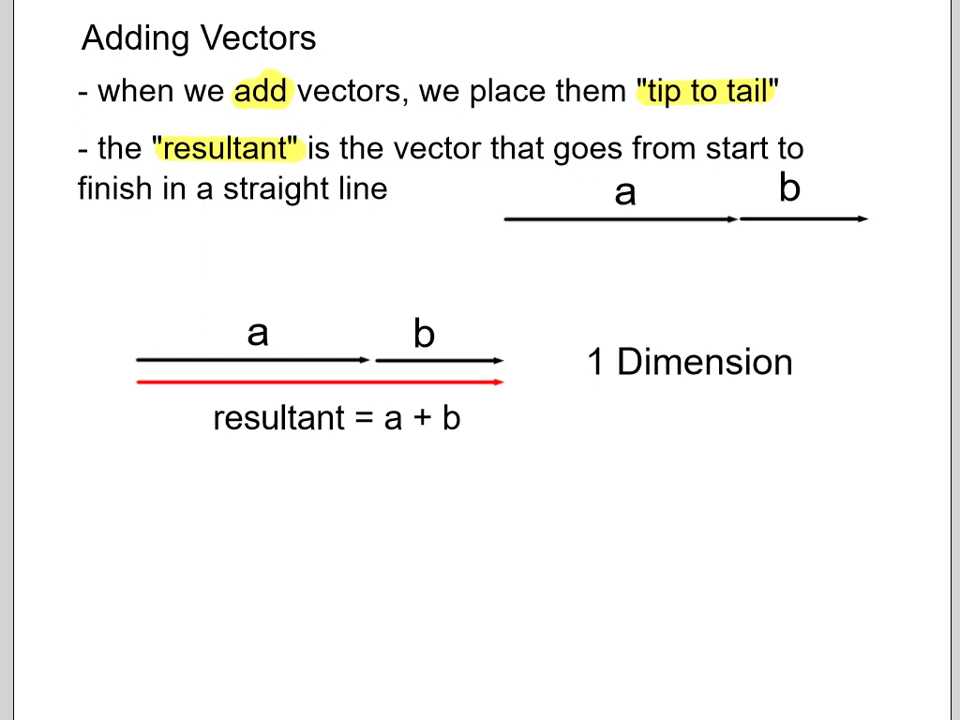 Adding Vectors
- when we add vectors, we place them "tip to tail"
- the "resultant" is the vector that goes from start to
finish in a straight line
a b
a b
1 Dimension
resultant = a + b